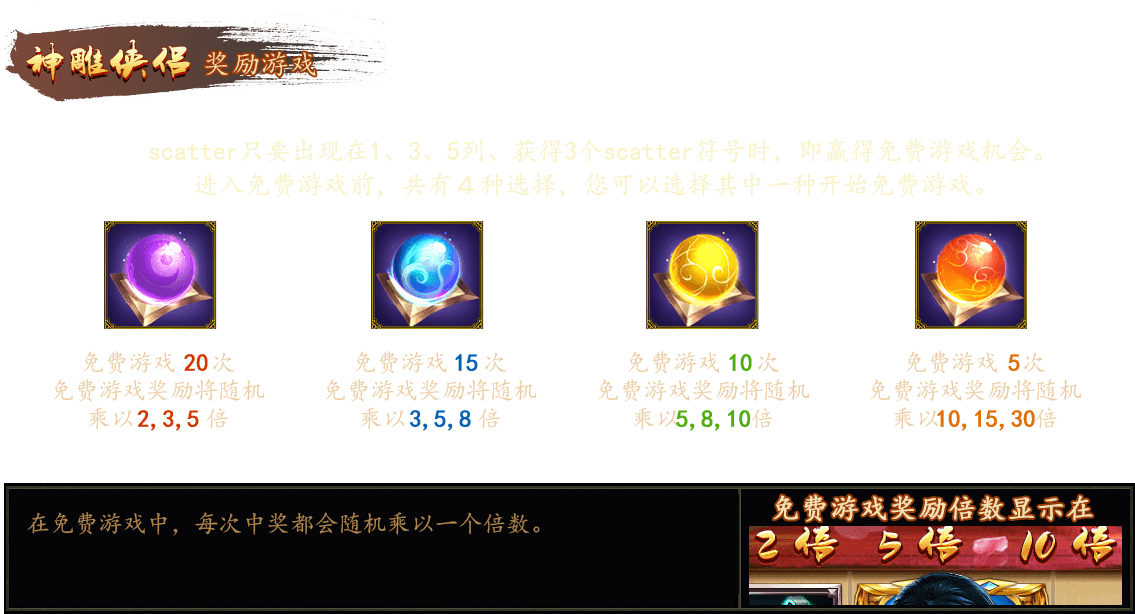 神雕侠侣 奖励游戏
scatter只要出现在1、3、5列、获得3个scatter符号时，即赢得免费游戏机会。
进入免费游戏前，共有4种选择，您可以选择其中一种开始免费游戏。
免费游戏 20次
免费游戏奖励将随机
乘以2,3,5 倍
免费游戏 15 次
免费游戏奖励将随机
乘以3,5,8 倍
免费游戏 10次
免费游戏奖励将随机
乘以5,8,10倍
免费游戏 5次
免费游戏奖励将随机
乘以10,15,30倍
在免费游戏中，每次中奖都会随机乘以一个倍数。
免费游戏奖励倍数显示在
2倍 5倍 10倍